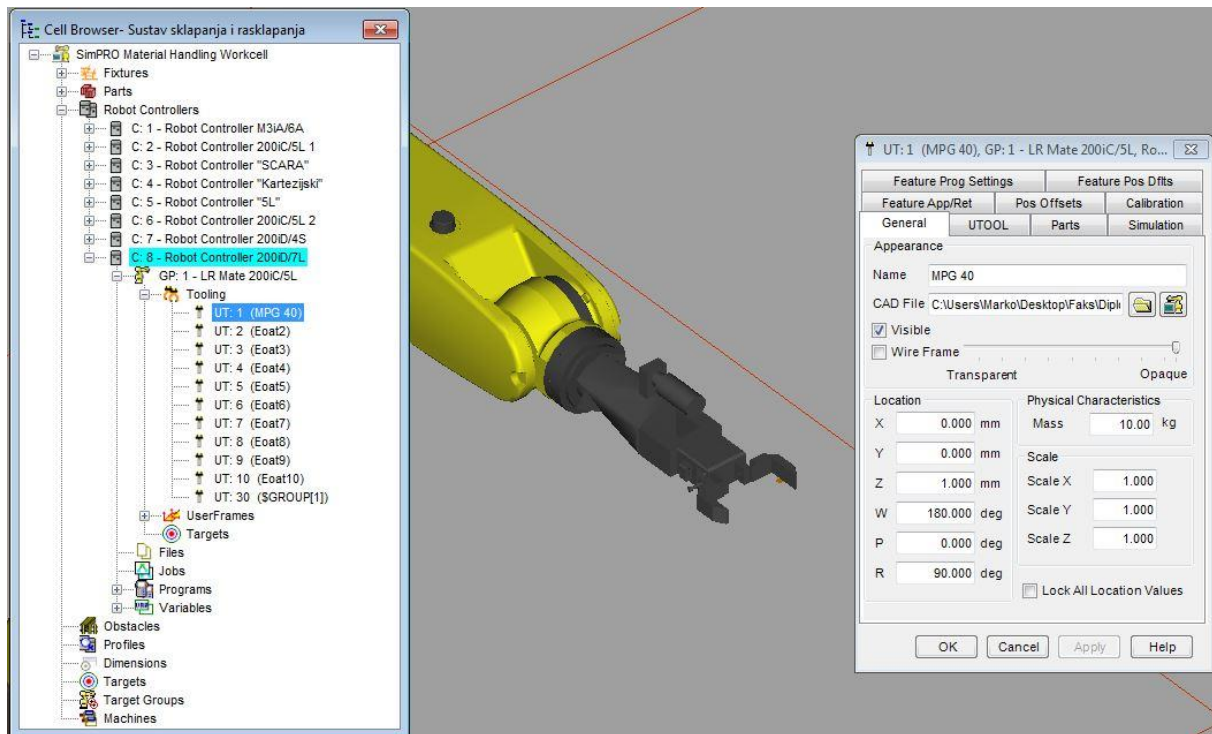 Cell Browser- Sustav sklapanja i rasklapanja
SimPRO Material Handling Workcell
Fixtures
Parts
Robot Controllers
C: 1 - Robot Controller M3iA/6A
C: 2 - Robot Controller 200iC/5L 1
C: 3 - Robot Controller "SCARA"
C: 4 - Robot Controller "Kartezijski"
C: 5 - Robot Controller "5L"
C: 6 - Robot Controller 200iC/5L 2
C: 7 - Robot Controller 200iD/4S
C: 8 - Robot Controller 200iD/7L
GP: 1 - LR Mate 200iC/5L
Tooling
UT: 1 (MPG 40)
UT: 2 (Eoat2)
UT: 3 (Eoat3)
UT: 4 (Eoat4)
UT: 5 (Eoat5)
UT: 6 (Eoat6)
UT: 7 (Eoat7)
UT: 8 (Eoat8)
UT: 9 (Eoat9)
UT: 10 (Eoat10)
UT: 30 ($GROUP[1])
UserFrames
Targets
Files
Jobs
Programs
Variables
Obstacles
Profiles
Dimensions
Targets
Target Groups
Machines
UT: 1 (MPG 40), GP: 1 - LR Mate 200iC/5L, Ro...
Feature Prog Settings Feature Pos Dflts
Feature App/Ret Pos Offsets Calibration
General UTOOL Parts Simulation
Appearance
Name MPG 40
CAD File C:\Users\Marko\Desktop\Faks\Dipl
Visible
Wire Frame
Transparent Opaque
Location Physical Characteristics
X 0.000 mm Mass 10.00 kg
Y 0.000 mm Scale
Z 1.000 mm Scale X 1.000
W 180.000 deg Scale Y 1.000
P 0.000 deg Scale Z 1.000
R 90.000 deg
Lock All Location Values
OK Cancel Apply Help